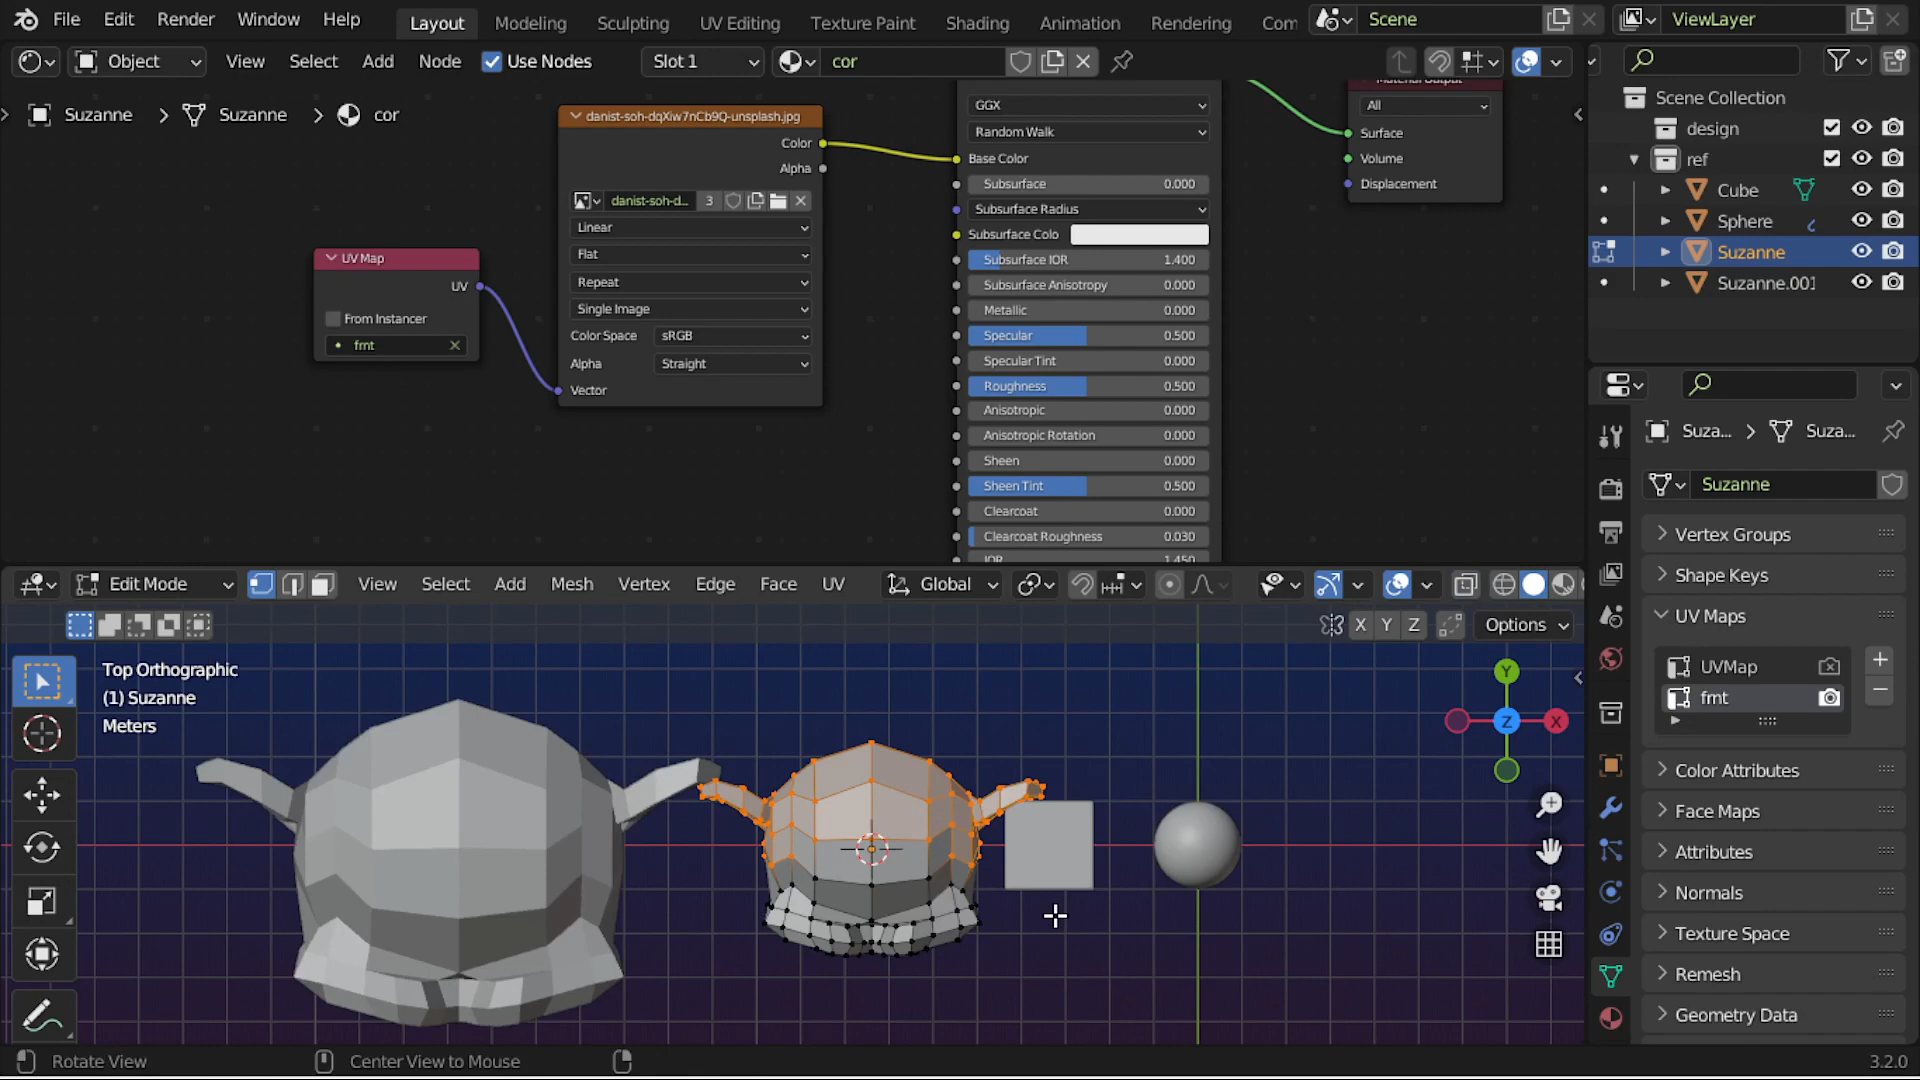 File Edit Render Window Help Layout Modeling Sculpting UV Editing Texture Paint Shading Animation Rendering Com Scene ViewLayer
Object View Select Add Node Use Nodes Slot 1 cor
Suzanne > Suzanne > cor
danist-soh-dqXiw7nCb9Q-unsplash.jpg
Color
Alpha
danist-soh-d... 3
Linear
Flat
Repeat
Single Image
Color Space sRGB
Alpha Straight
Vector
UV Map
UV
From Instancer
fmt
GGX
Random Walk
Base Color
Subsurface 0.000
Subsurface Radius
Subsurface Colo
Subsurface IOR 1.400
Subsurface Anisotropy 0.000
Metallic 0.000
Specular 0.500
Specular Tint 0.000
Roughness 0.500
Anisotropic 0.000
Anisotropic Rotation 0.000
Sheen 0.000
Sheen Tint 0.500
Clearcoat 0.000
Clearcoat Roughness 0.030
IOR 1.450
Material Output
All
Surface
Volume
Displacement
Scene Collection
design
ref
Cube
Sphere
Suzanne
Suzanne.001
Suza... > Suza...
Suzanne
Vertex Groups
Shape Keys
UV Maps
UVMap
fmt
Color Attributes
Face Maps
Attributes
Normals
Texture Space
Remesh
Geometry Data
Edit Mode View Select Add Mesh Vertex Edge Face UV Global
X Y Z Options
Top Orthographic
(1) Suzanne
Meters
Y
Z
X
Rotate View Center View to Mouse 3.2.0